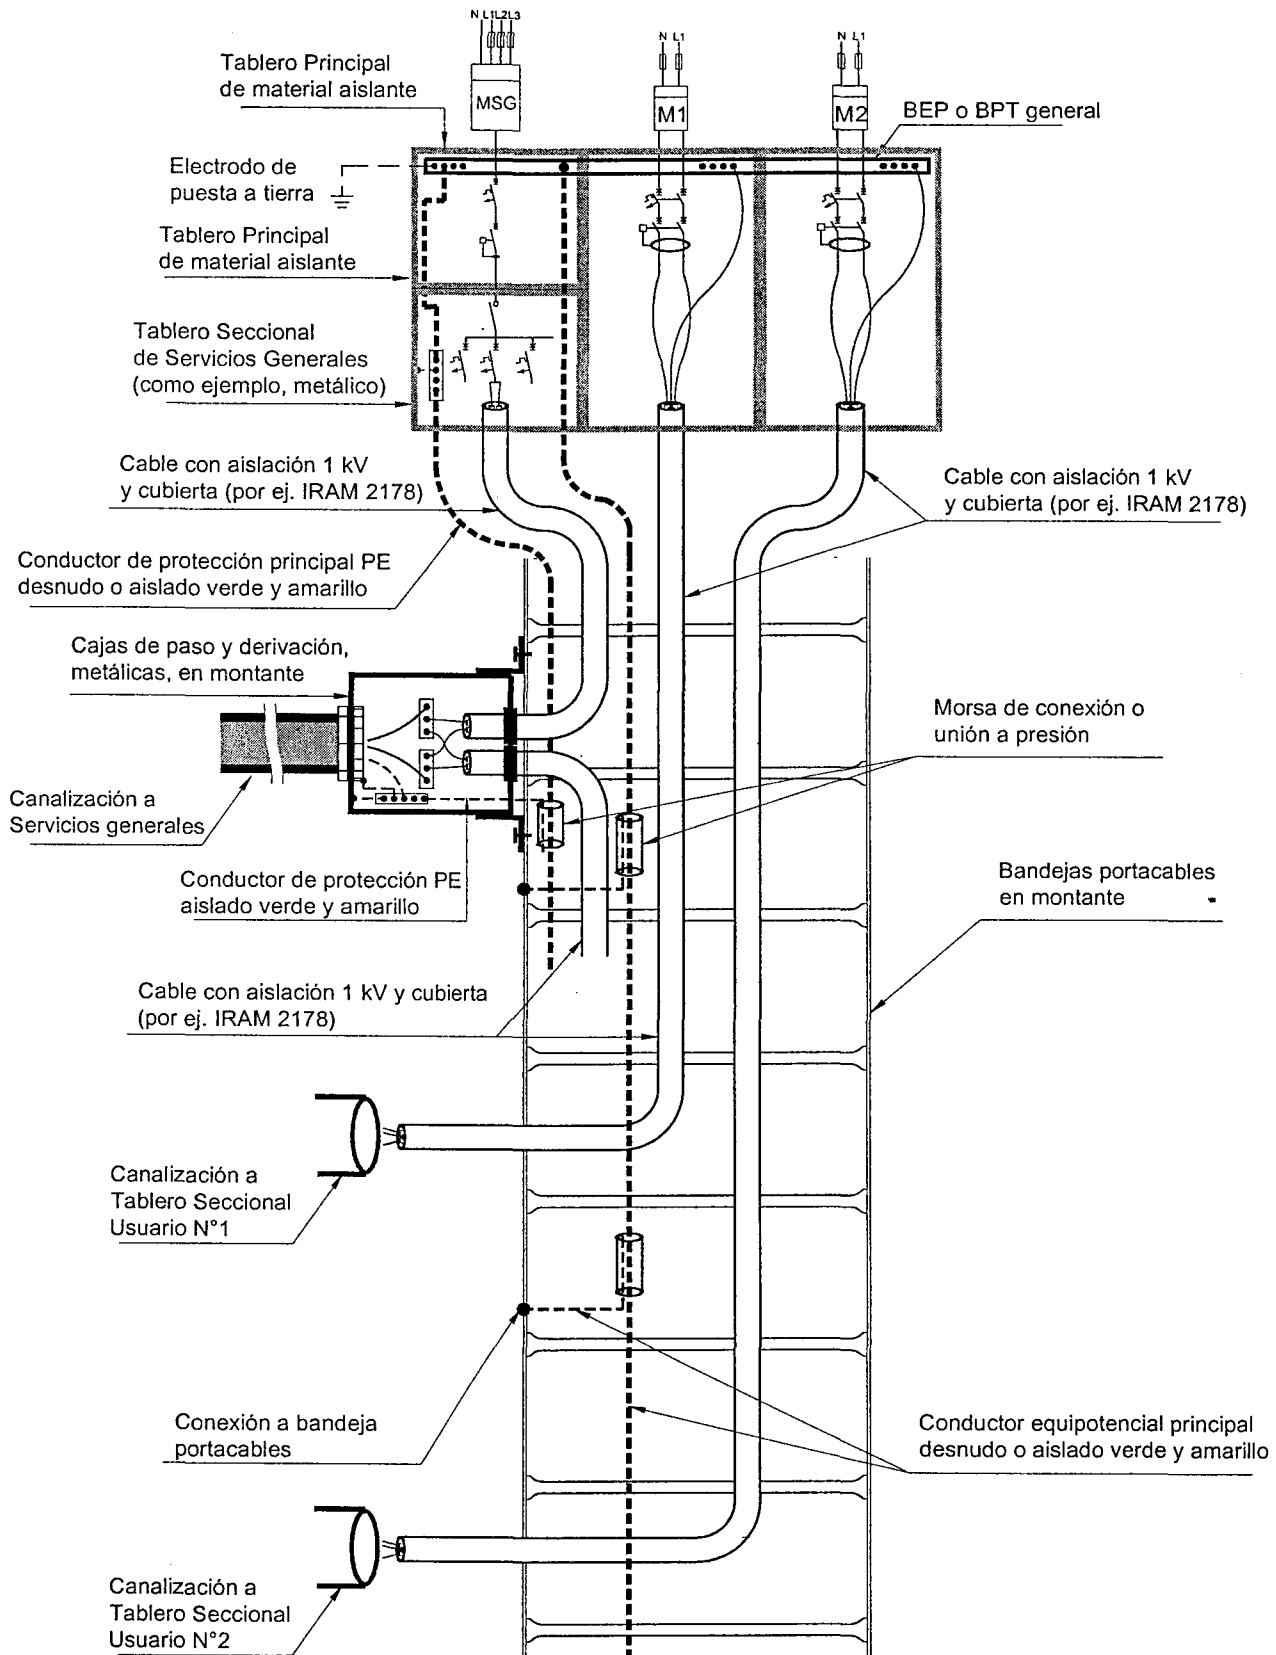 N L1L2L3
N L1
N L1
Tablero Principal
de material aislante
MSG
M1
M2
BEP o BPT general
Electrodo de
puesta a tierra
Tablero Principal
de material aislante
Tablero Seccional
de Servicios Generales
(como ejemplo, metálico)
Cable con aislación 1 kV
y cubierta (por ej. IRAM 2178)
Cable con aislación 1 kV
y cubierta (por ej. IRAM 2178)
Conductor de protección principal PE
desnudo o aislado verde y amarillo
Cajas de paso y derivación,
metálicas, en montante
Morsa de conexión o
unión a presión
Canalización a
Servicios generales
Conductor de protección PE
aislado verde y amarillo
Bandejas portacables
en montante
Cable con aislación 1 kV y cubierta
(por ej. IRAM 2178)
Canalización a
Tablero Seccional
Usuario N°1
Conexión a bandeja
portacables
Conductor equipotencial principal
desnudo o aislado verde y amarillo
Canalización a
Tablero Seccional
Usuario N°2